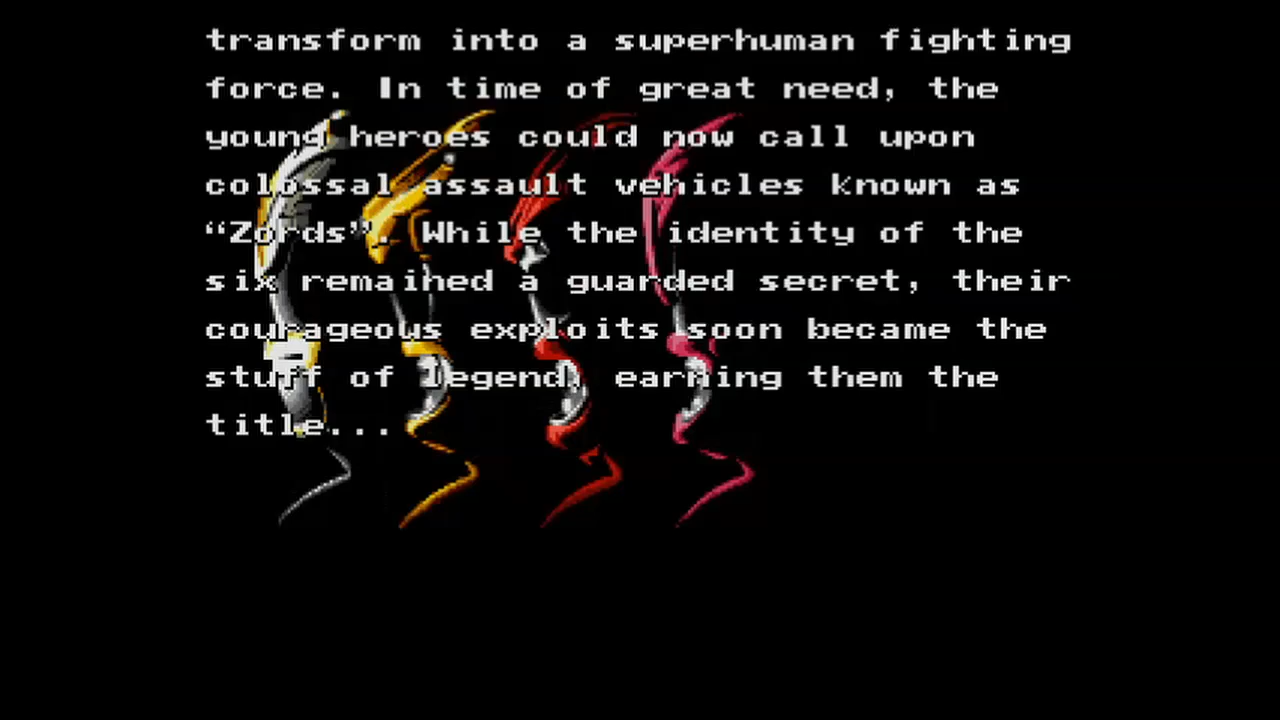 transform into a superhuman fighting
force. In time of great need, the
young heroes could now call upon
colossal assault vehicles known as
“Zords”. While the identity of the
six remained a guarded secret, their
courageous exploits soon became the
stuff of legend, earning them the
title...